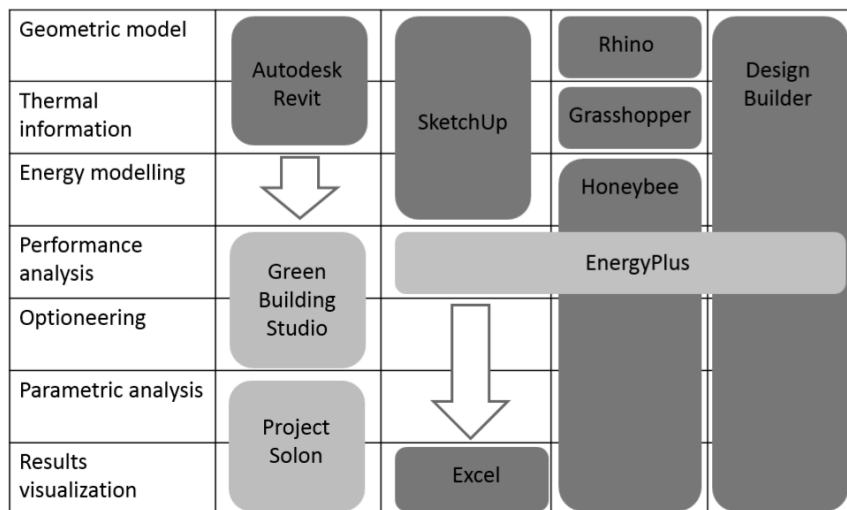 Geometric model
Autodesk
Revit
SketchUp
Rhino
Design
Builder
Thermal
information
Grasshopper
Energy modelling
Honeybee
Performance
analysis
Green
Building
Studio
EnergyPlus
Optioneering
Parametric analysis
Project
Solon
Results
visualization
Excel